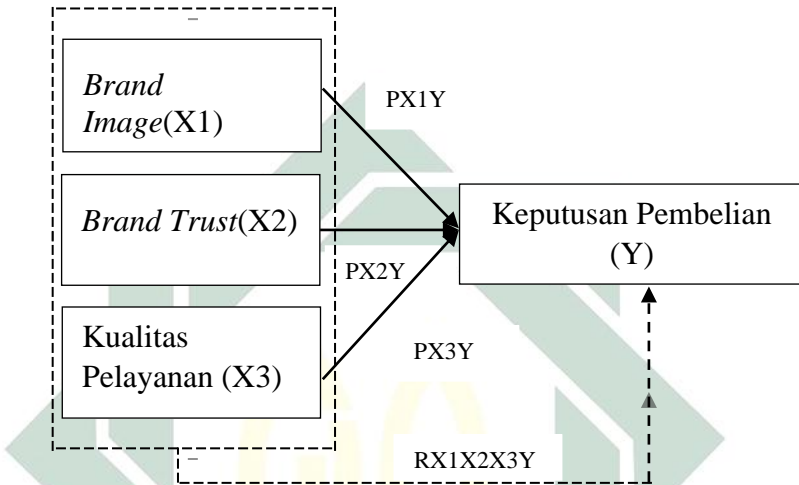 Brand
Image(X1)
PX1Y
Brand Trust(X2)
Keputusan Pembelian
(Y)
PX2Y
Kualitas
Pelayanan (X3)
PX3Y
RX1X2X3Y